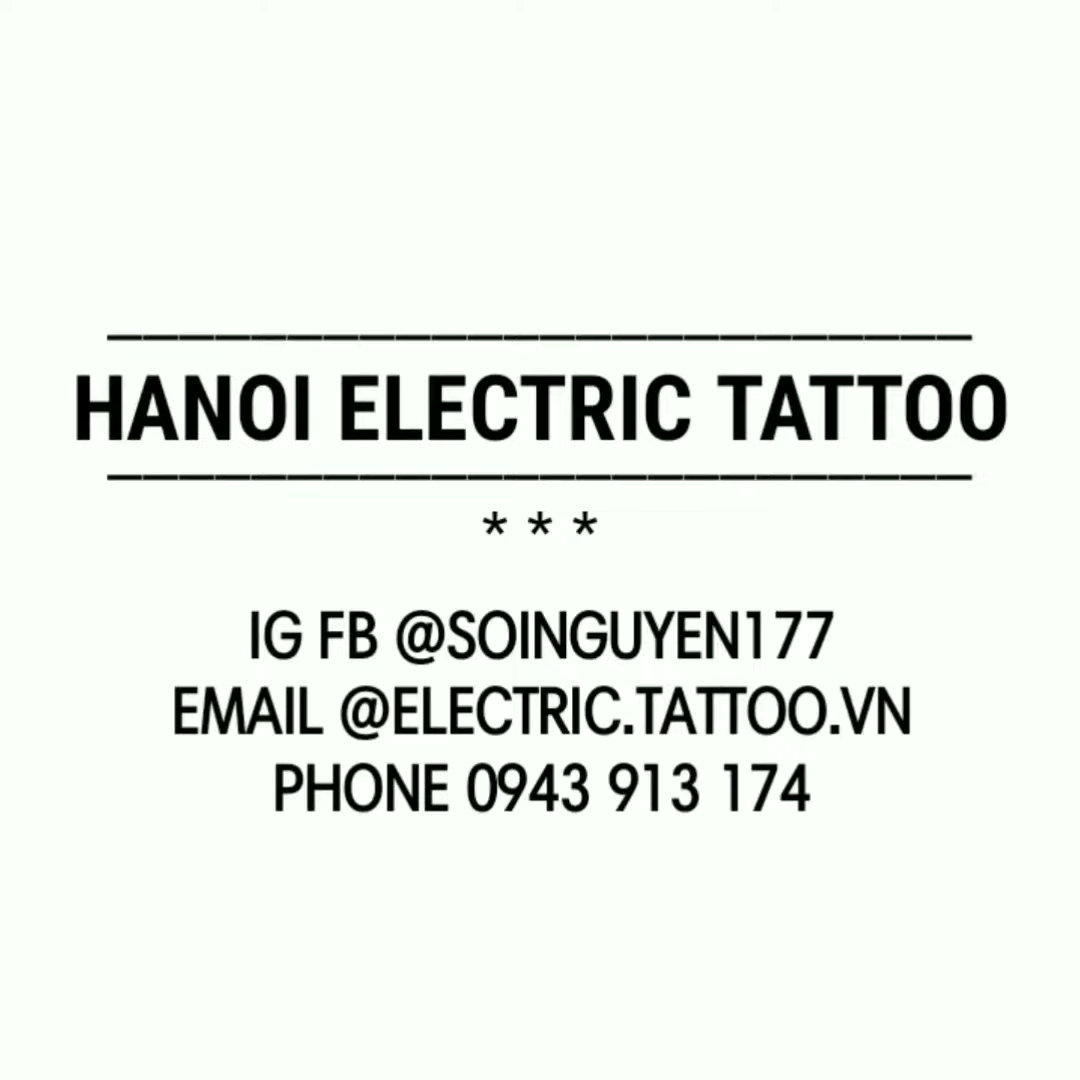 HANOI ELECTRIC TATTOO
* * *
IG FB @SOINGUYEN177
EMAIL @ELECTRIC.TATTOO.VN
PHONE 0943 913 174